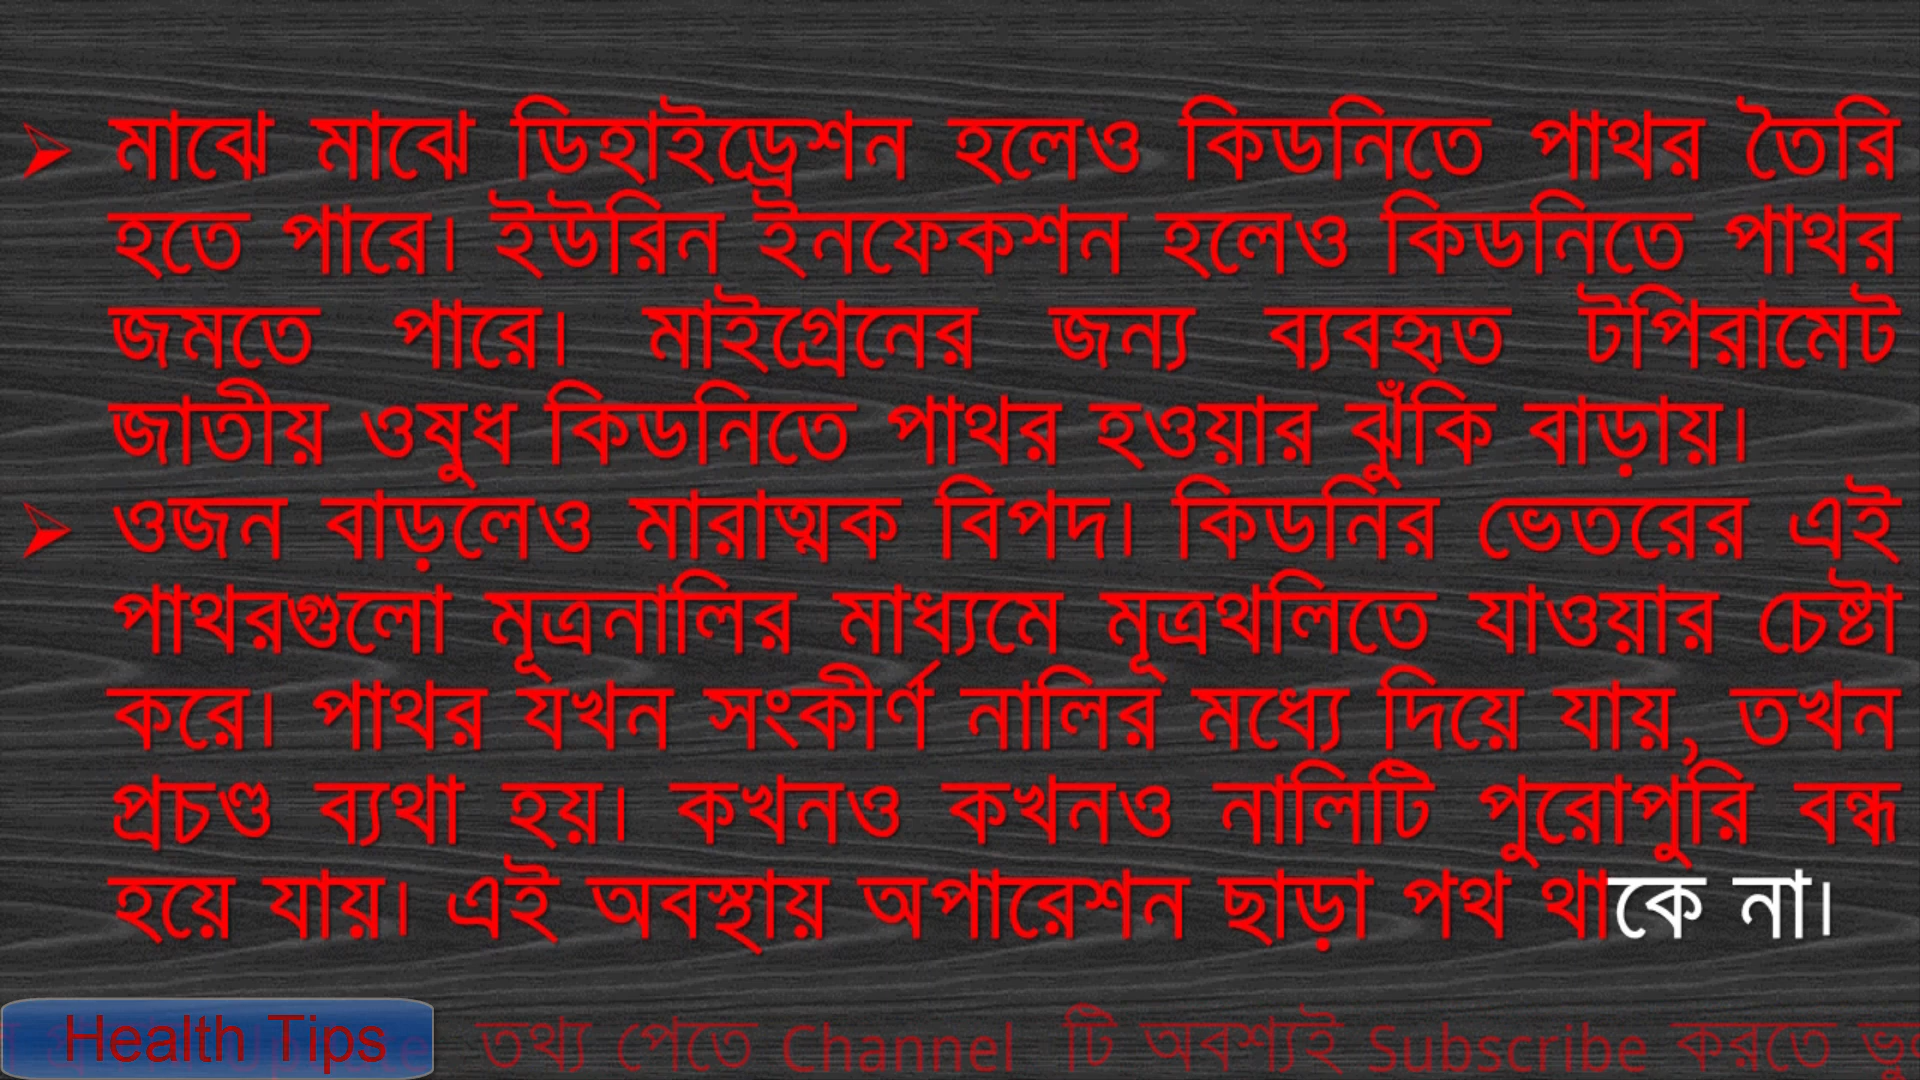 ➢ মাঝে মাঝে ডিহাইড্রেশন হলেও কিডনিতে পাথর তৈরি
হতে পারে। ইউরিন ইনফেকশন হলেও কিডনিতে পাথর
জমতে পারে। মাইগ্রেনের জন্য ব্যবহৃত টপিরামেট
জাতীয় ওষুধ কিডনিতে পাথর হওয়ার ঝুঁকি বাড়ায়।
➢ ওজন বাড়লেও মারাত্মক বিপদ। কিডনির ভেতরের এই
পাথরগুলো মূত্রনালির মাধ্যমে মূত্রথলিতে যাওয়ার চেষ্টা
করে। পাথর যখন সংকীর্ণ নালির মধ্যে দিয়ে যায়, তখন
প্রচণ্ড ব্যথা হয়। কখনও কখনও নালিটি পুরোপুরি বন্ধ
হয়ে যায়। এই অবস্থায় অপারেশন ছাড়া পথ থাকে না।
Health Tips তথ্য পেতে Channel টি অবশ্যই Subscribe করতে